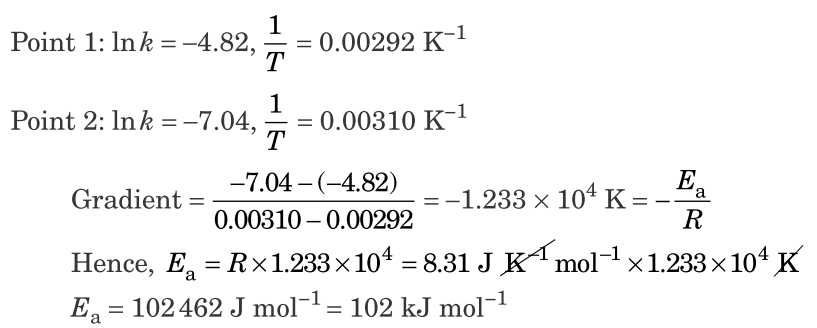 Point 1: ln k = −4.82, 1/T = 0.00292 K⁻¹
Point 2: ln k = −7.04, 1/T = 0.00310 K⁻¹
Gradient = (−7.04 − (−4.82))/(0.00310 − 0.00292) = −1.233 × 10⁴ K = −Eₐ/R
Hence, Eₐ = R × 1.233 × 10⁴ = 8.31 J K⁻¹ mol⁻¹ × 1.233 × 10⁴ K
Eₐ = 102 462 J mol⁻¹ = 102 kJ mol⁻¹